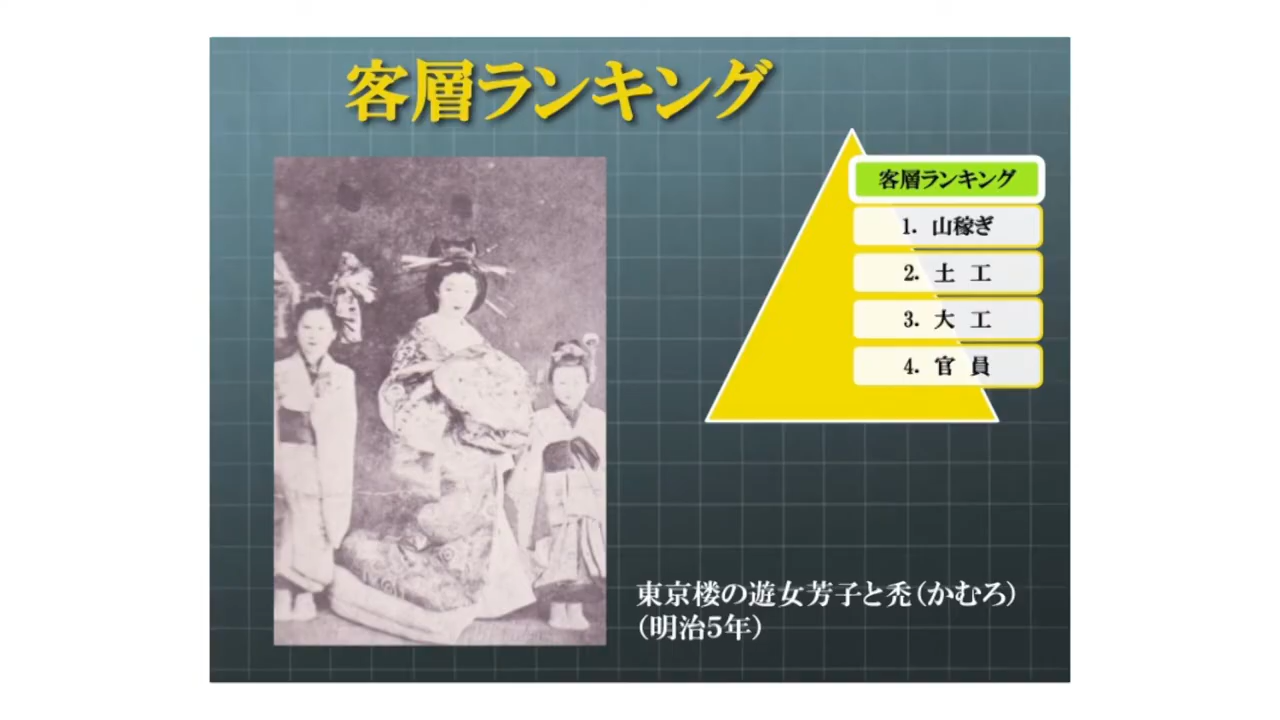 客層ランキング
客層ランキング
1. 山稼ぎ
2. 土 工
3. 大 工
4. 官 員
東京楼の遊女芳子と禿(かむろ)
(明治5年)